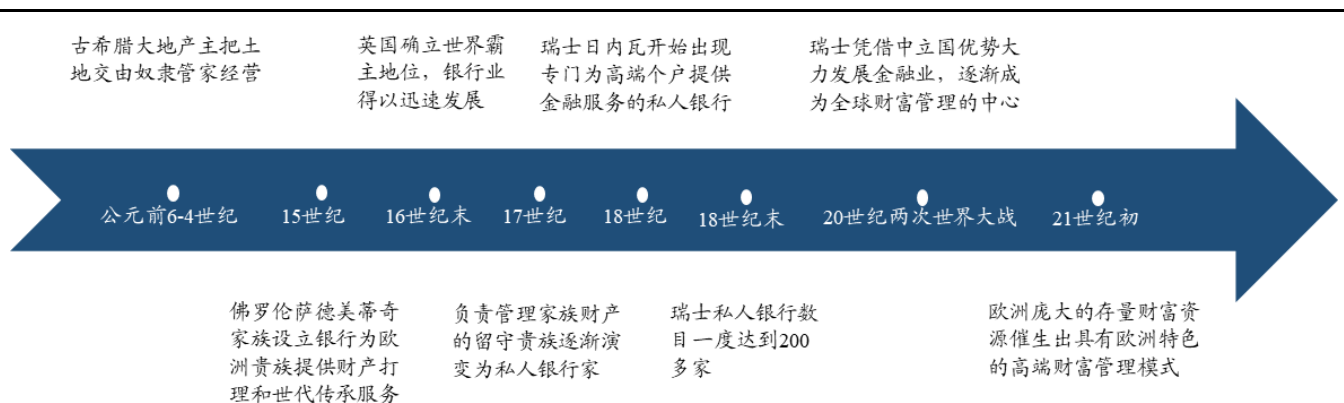 古希腊大地产主把土
地交由奴隶管家经营
英国确立世界霸
主地位，银行业
得以迅速发展
瑞士日内瓦开始出现
专门为高端个户提供
金融服务的私人银行
瑞士凭借中立国优势大
力发展金融业，逐渐成
为全球财富管理的中心
公元前6-4世纪
15世纪
16世纪末
17世纪
18世纪
18世纪末
20世纪两次世界大战
21世纪初
佛罗伦萨德美蒂奇
家族设立银行为欧
洲贵族提供财产打
理和世代传承服务
负责管理家族财产
的留守贵族逐渐演
变为私人银行家
瑞士私人银行数
目一度达到200
多家
欧洲庞大的存量财富资
源催生出具有欧洲特色
的高端财富管理模式